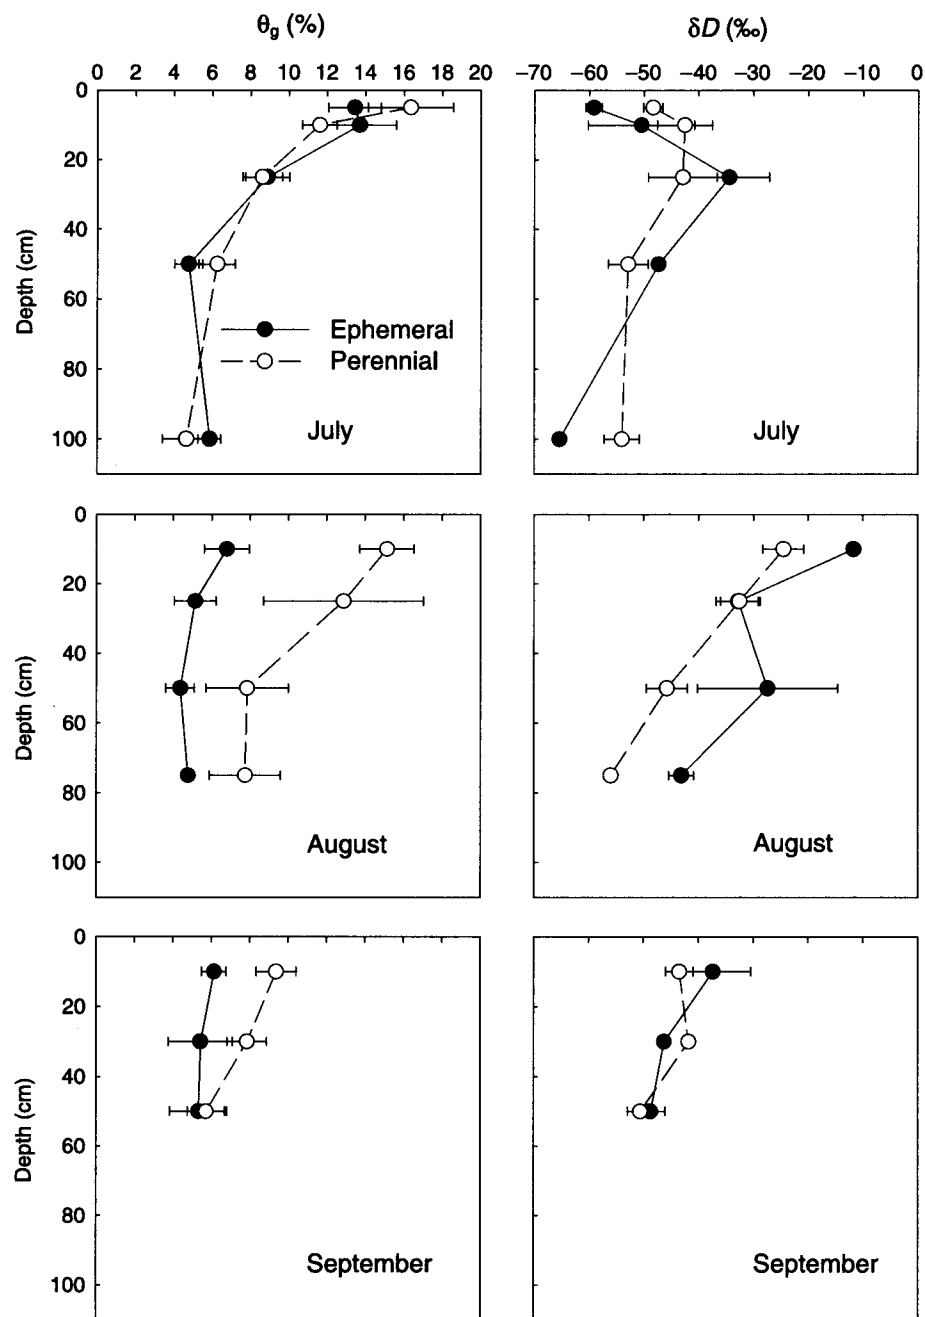 θg (%)
δD (‰)
0 2 4 6 8 10 12 14 16 18 20
−70 −60 −50 −40 −30 −20 −10 0
0
20
40
60
80
100
Depth (cm)
Ephemeral
Perennial
July
July
0
20
40
60
80
100
Depth (cm)
August
August
0
20
40
60
80
100
Depth (cm)
September
September